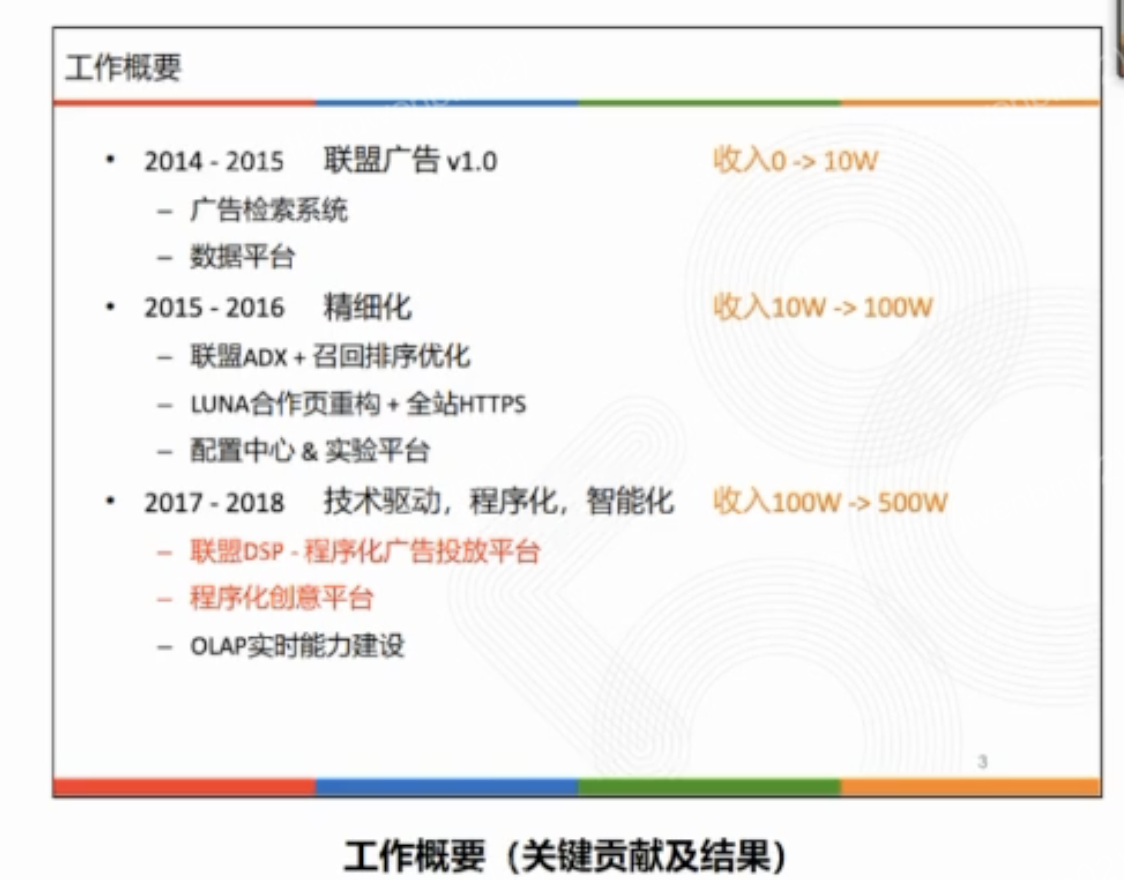 工作概要
• 2014 - 2015 联盟广告 v1.0 收入0 -> 10W
– 广告检索系统
– 数据平台
• 2015 - 2016 精细化 收入10W -> 100W
– 联盟ADX + 召回排序优化
– LUNA合作页重构 + 全站HTTPS
– 配置中心 & 实验平台
• 2017 - 2018 技术驱动，程序化，智能化 收入100W -> 500W
– 联盟DSP - 程序化广告投放平台
– 程序化创意平台
– OLAP实时能力建设
3
工作概要（关键贡献及结果）